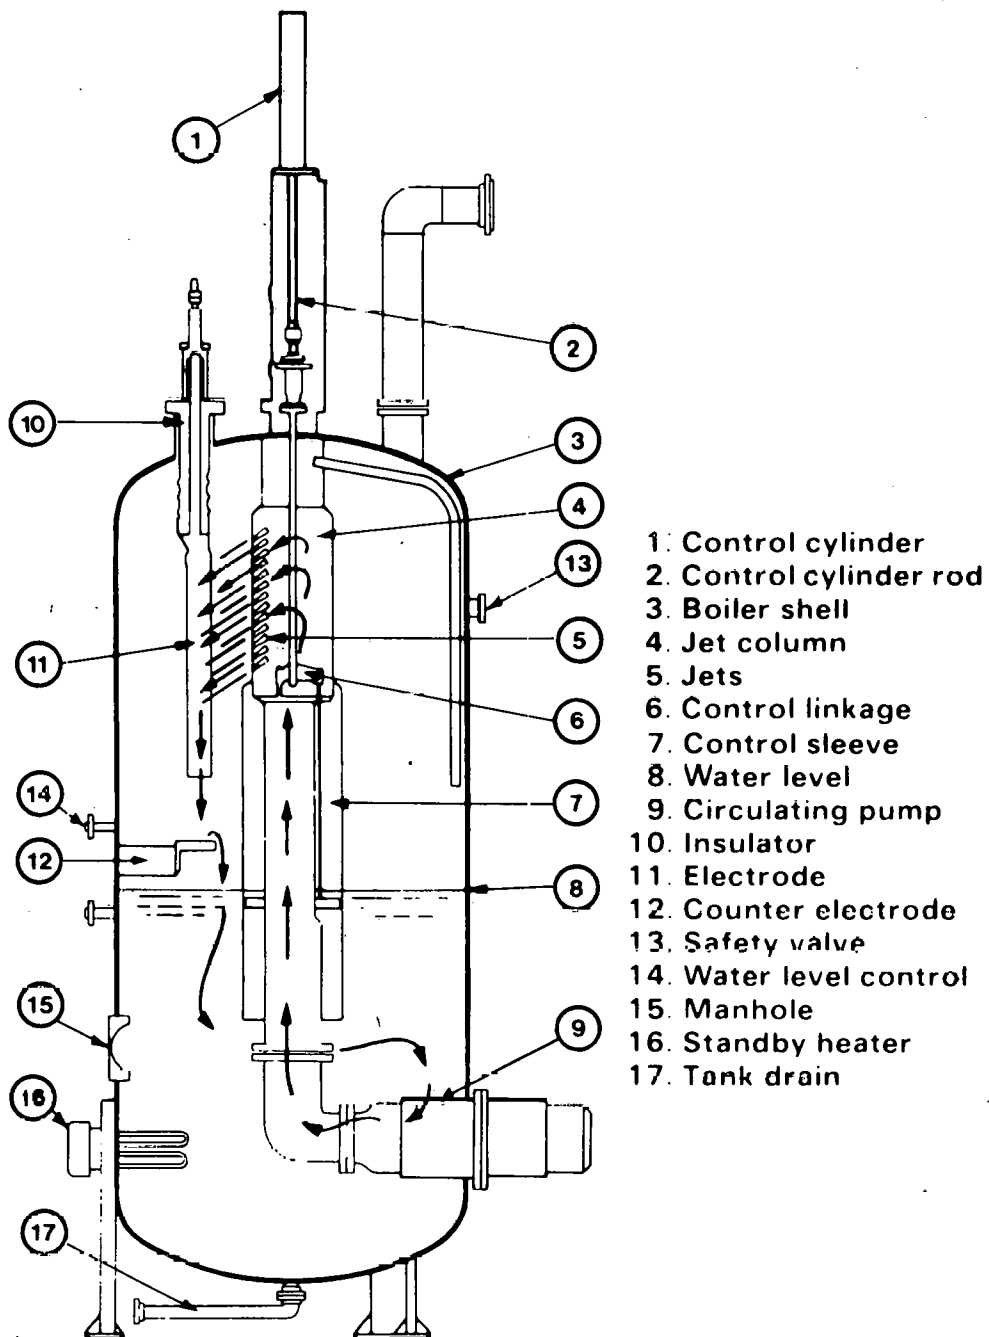 1
2
10
3
4
13
5
11
6
7
14
12
8
15
9
16
17
1. Control cylinder
2. Control cylinder rod
3. Boiler shell
4. Jet column
5. Jets
6. Control linkage
7. Control sleeve
8. Water level
9. Circulating pump
10. Insulator
11. Electrode
12. Counter electrode
13. Safety valve
14. Water level control
15. Manhole
16. Standby heater
17. Tank drain